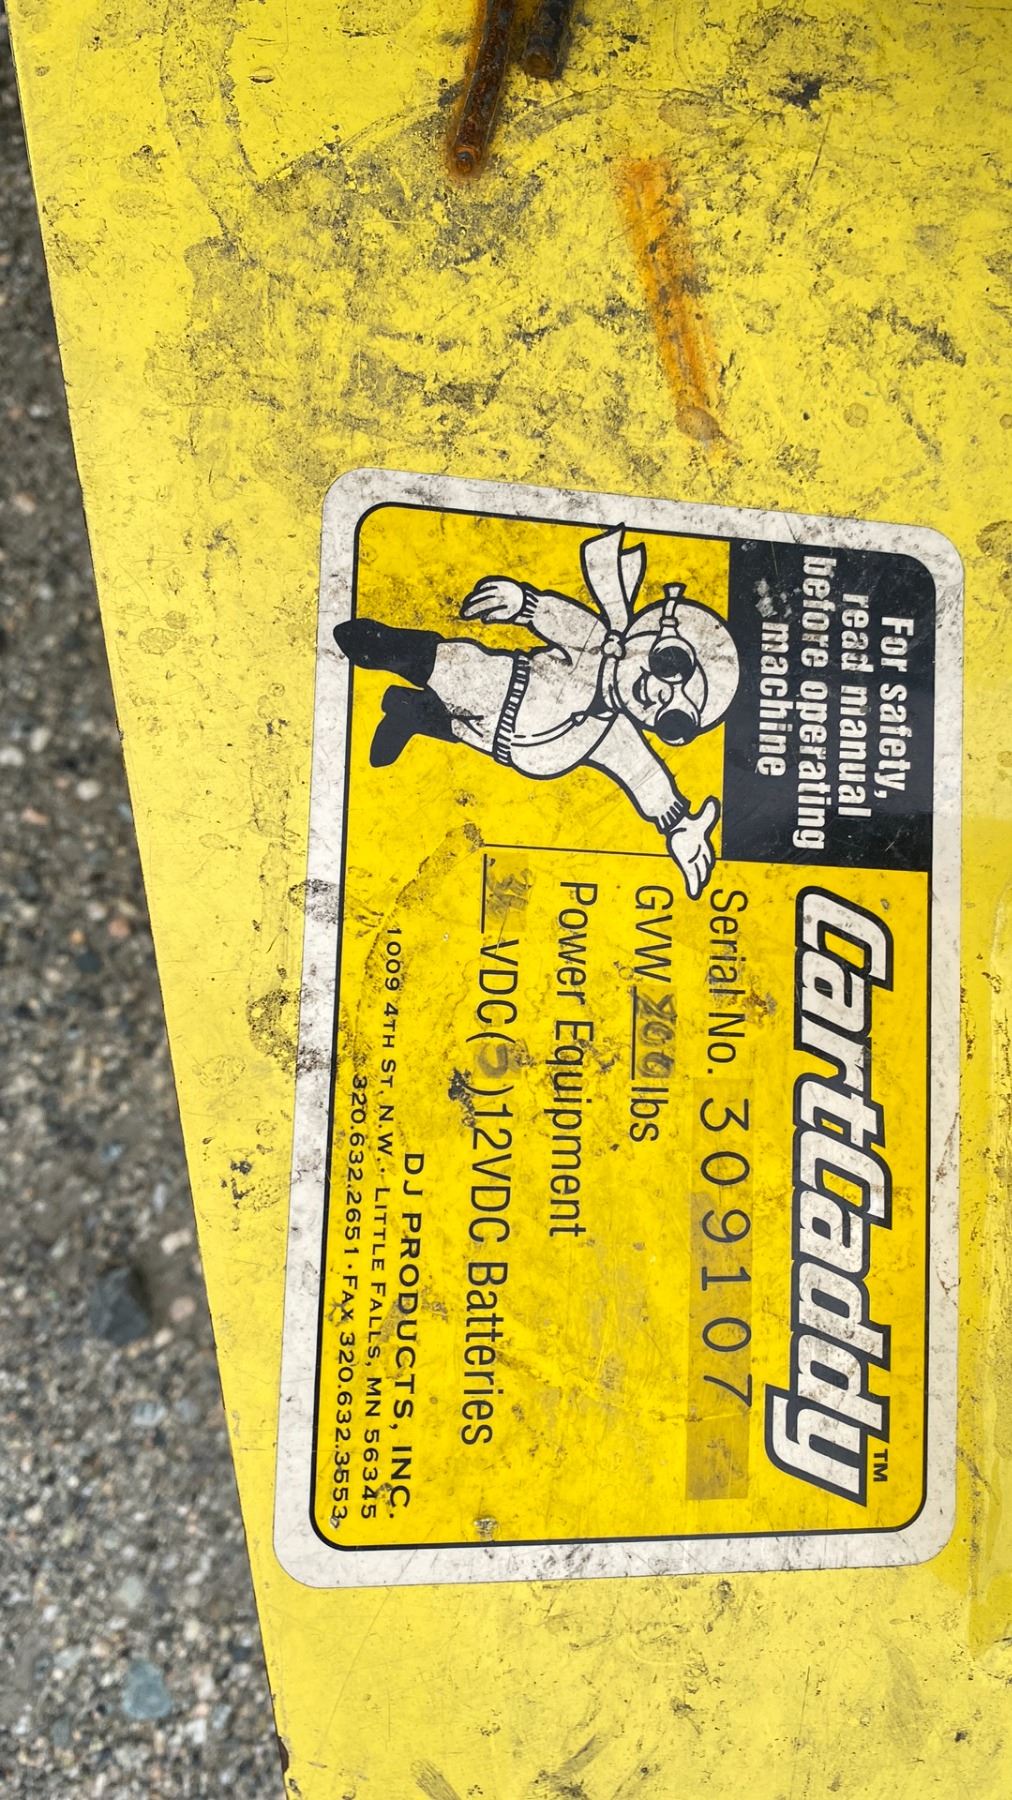 For safety,
read manual
before operating
machine
CartCaddy™
Serial No. 309107
GVW lbs
Power Equipment
VDC( )12VDC Batteries
DJ PRODUCTS, INC.
1009 4TH ST. N.W. · LITTLE FALLS, MN 56345
320.632.2651 · FAX 320.632.3553